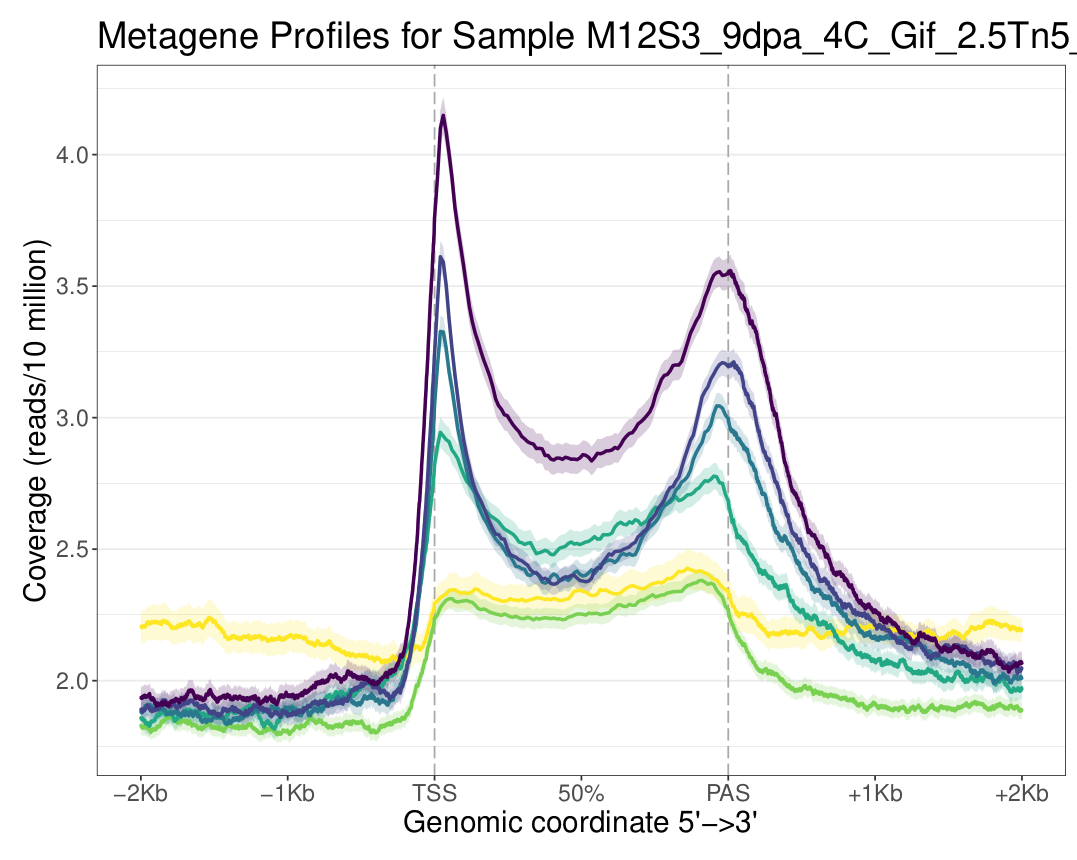 Metagene Profiles for Sample M12S3_9dpa_4C_Gif_2.5Tn5_
4.0
3.5
3.0
2.5
2.0
Coverage (reads/10 million)
−2Kb −1Kb TSS 50% PAS +1Kb +2Kb
Genomic coordinate 5'−>3'